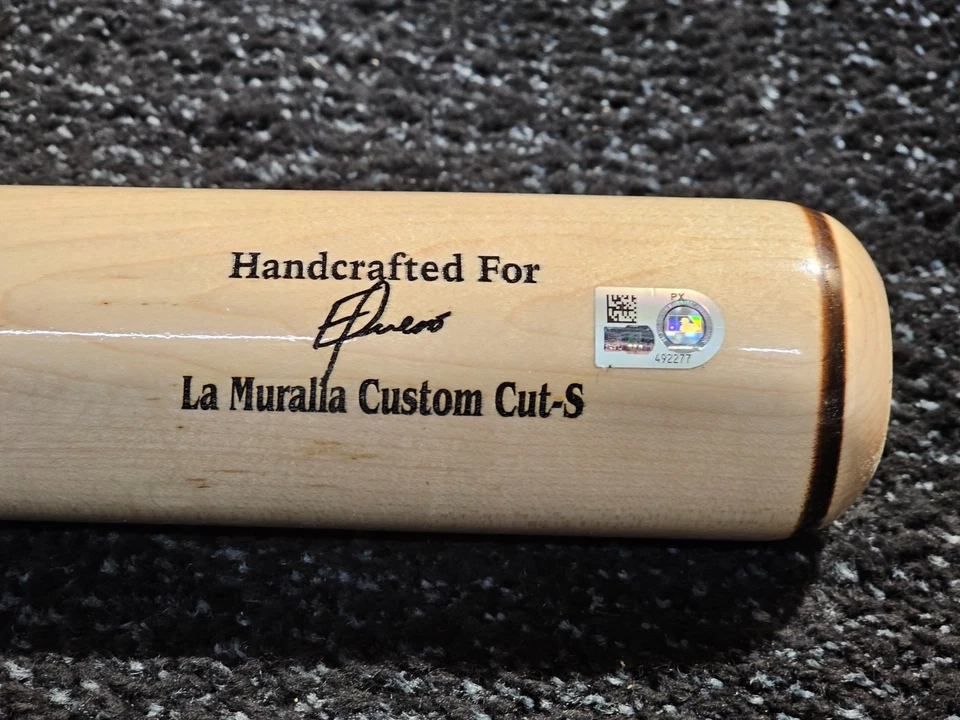 Handcrafted For
La Muralla Custom Cut-S
PX
492277